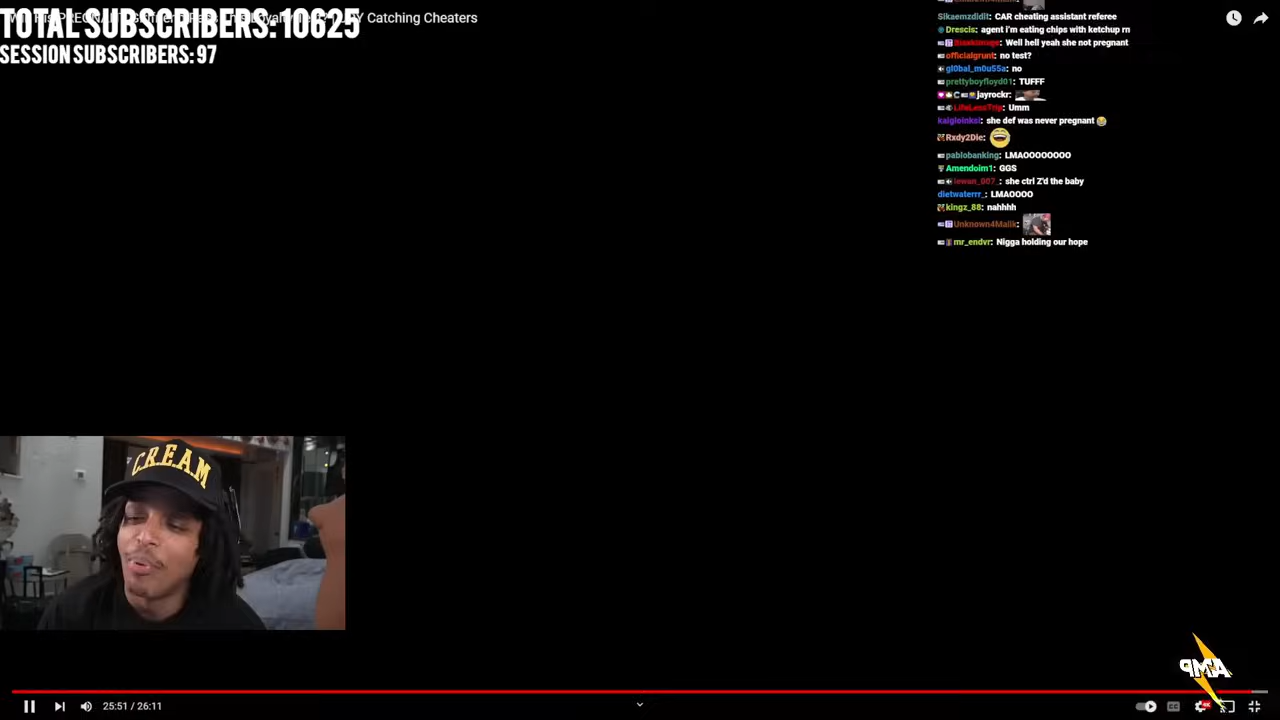 TOTAL SUBSCRIBERS: 10625
Catching Cheaters
SESSION SUBSCRIBERS: 97
Sikaemzdidit: CAR cheating assistant referee
Drescis: agent I'm eating chips with ketchup rn
Well hell yeah she not pregnant
officialgrunt: no test?
gl0bal_m0u55a: no
prettyboyfloyd01: TUFFF
jayrockr:
LifeLessTrip: Umm
she def was never pregnant 😂
Rxdy2Die:
pablobanking: LMAOOOOOOOO
Amendoim1: GGS
lewan_007_: she ctrl Z'd the baby
dietwaterrr_: LMAOOOO
kingz_88: nahhhh
Unknown4Malik:
mr_endvr: Nigga holding our hope
C.R.E.A.M
AMP
25:51 / 26:11